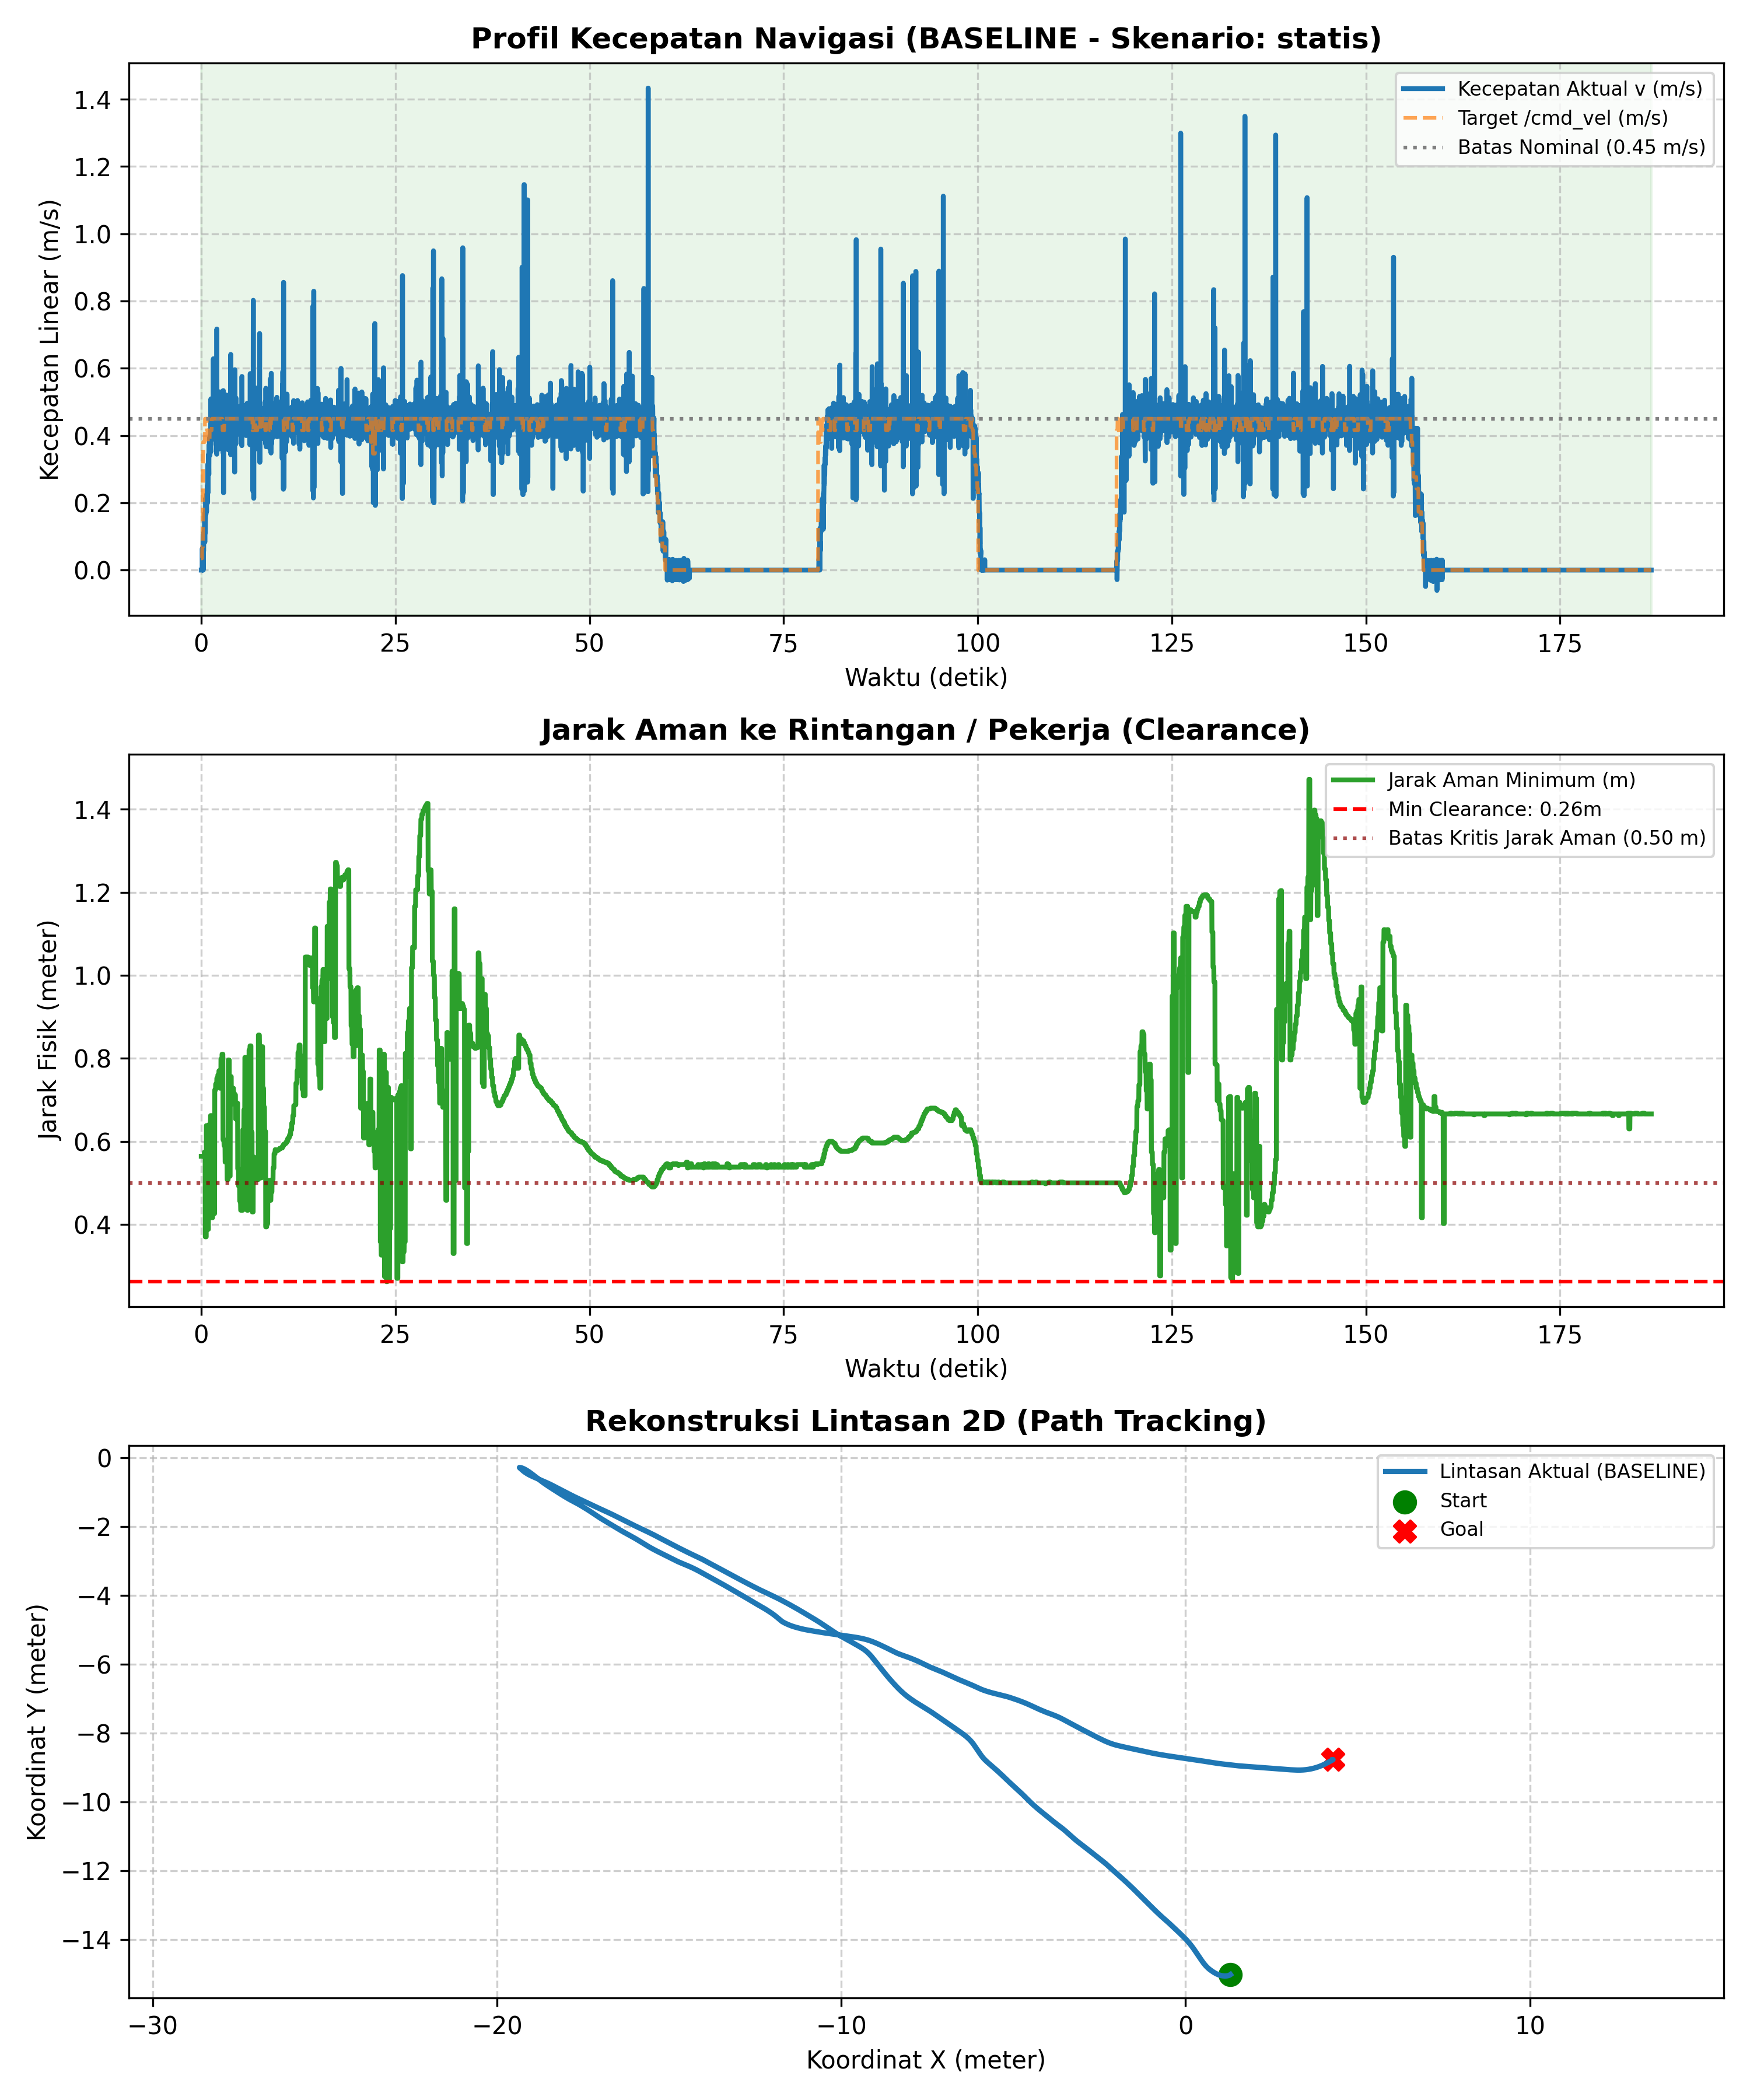 Profil Kecepatan Navigasi (BASELINE - Skenario: statis)
Kecepatan Linear (m/s)
1.4
1.2
1.0
0.8
0.6
0.4
0.2
0.0
Kecepatan Aktual v (m/s)
Target /cmd_vel (m/s)
Batas Nominal (0.45 m/s)
0 25 50 75 100 125 150 175
Waktu (detik)
Jarak Aman ke Rintangan / Pekerja (Clearance)
Jarak Fisik (meter)
1.4
1.2
1.0
0.8
0.6
0.4
Jarak Aman Minimum (m)
Min Clearance: 0.26m
Batas Kritis Jarak Aman (0.50 m)
0 25 50 75 100 125 150 175
Waktu (detik)
Rekonstruksi Lintasan 2D (Path Tracking)
Koordinat Y (meter)
0
−2
−4
−6
−8
−10
−12
−14
Lintasan Aktual (BASELINE)
Start
Goal
−30 −20 −10 0 10
Koordinat X (meter)